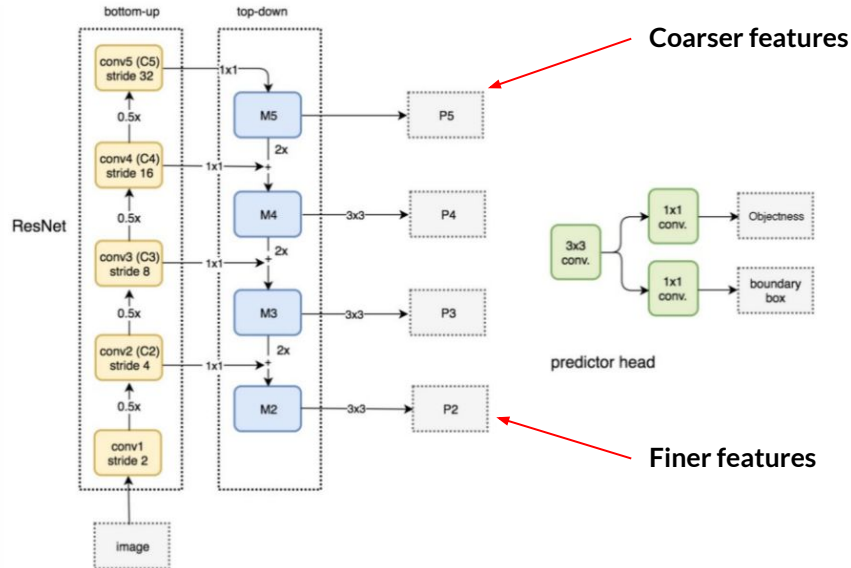 bottom-up
top-down
Coarser features
conv5 (C5)
stride 32
1x1
M5
P5
0.5x
2x
conv4 (C4)
stride 16
1x1
+
M4
3x3
P4
ResNet
0.5x
2x
conv3 (C3)
stride 8
1x1
+
M3
3x3
P3
0.5x
2x
conv2 (C2)
stride 4
1x1
+
M2
3x3
P2
0.5x
conv1
stride 2
image
3x3
conv.
1x1
conv.
Objectness
1x1
conv.
boundary
box
predictor head
Finer features